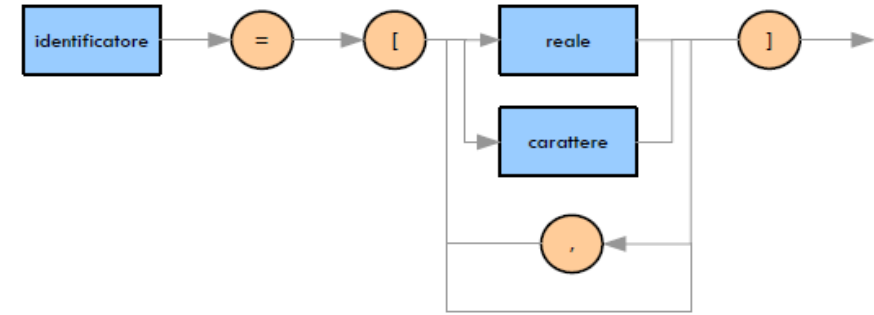 identificatore = [ reale ]
carattere
,